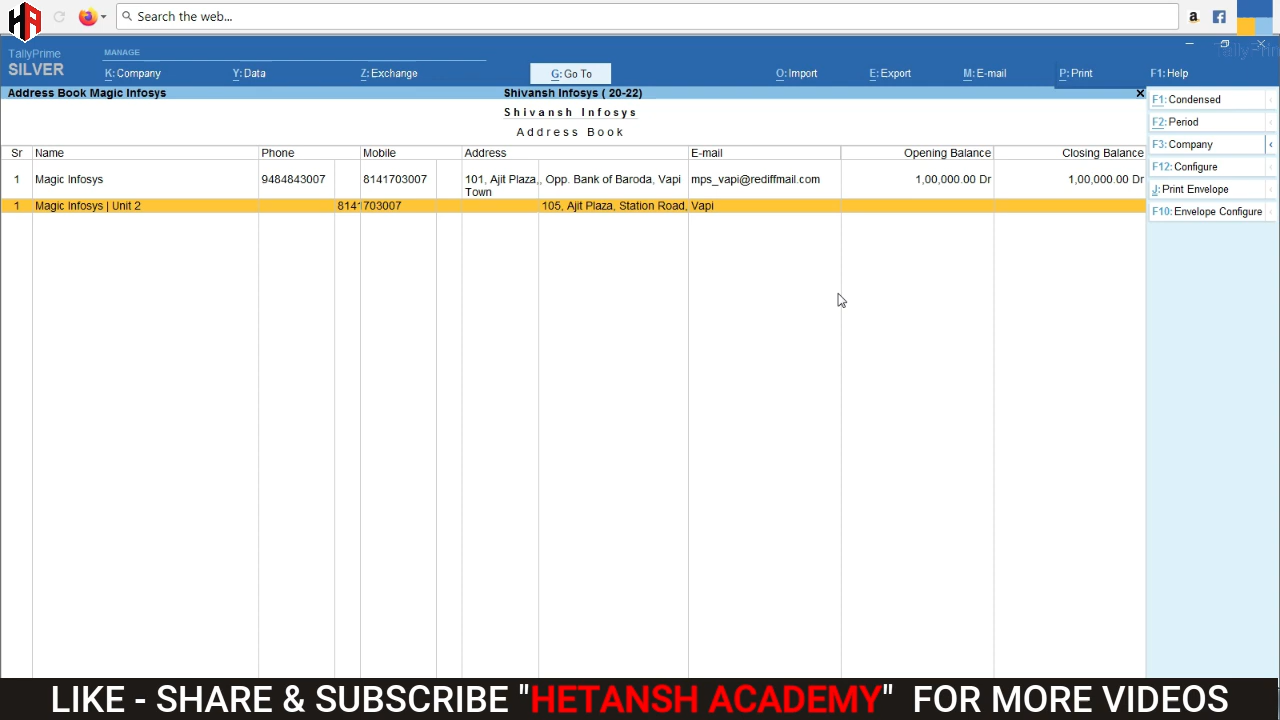 HA
Search the web...
a
f
TallyPrime
SILVER
MANAGE
K: Company
Y: Data
Z: Exchange
G: Go To
O: Import
E: Export
M: E-mail
P: Print
F1: Help
Address Book Magic Infosys
Shivansh Infosys ( 20-22)
Shivansh Infosys
Address Book
Sr Name Phone Mobile Address E-mail Opening Balance Closing Balance
1 Magic Infosys 9484843007 8141703007 101, Ajit Plaza,, Opp. Bank of Baroda, Vapi mps_vapi@rediffmail.com 1,00,000.00 Dr 1,00,000.00 Dr
Town
1 Magic Infosys | Unit 2 8141703007 105, Ajit Plaza, Station Road, Vapi
F1: Condensed
F2: Period
F3: Company
F12: Configure
J: Print Envelope
F10: Envelope Configure
LIKE - SHARE & SUBSCRIBE "HETANSH ACADEMY" FOR MORE VIDEOS